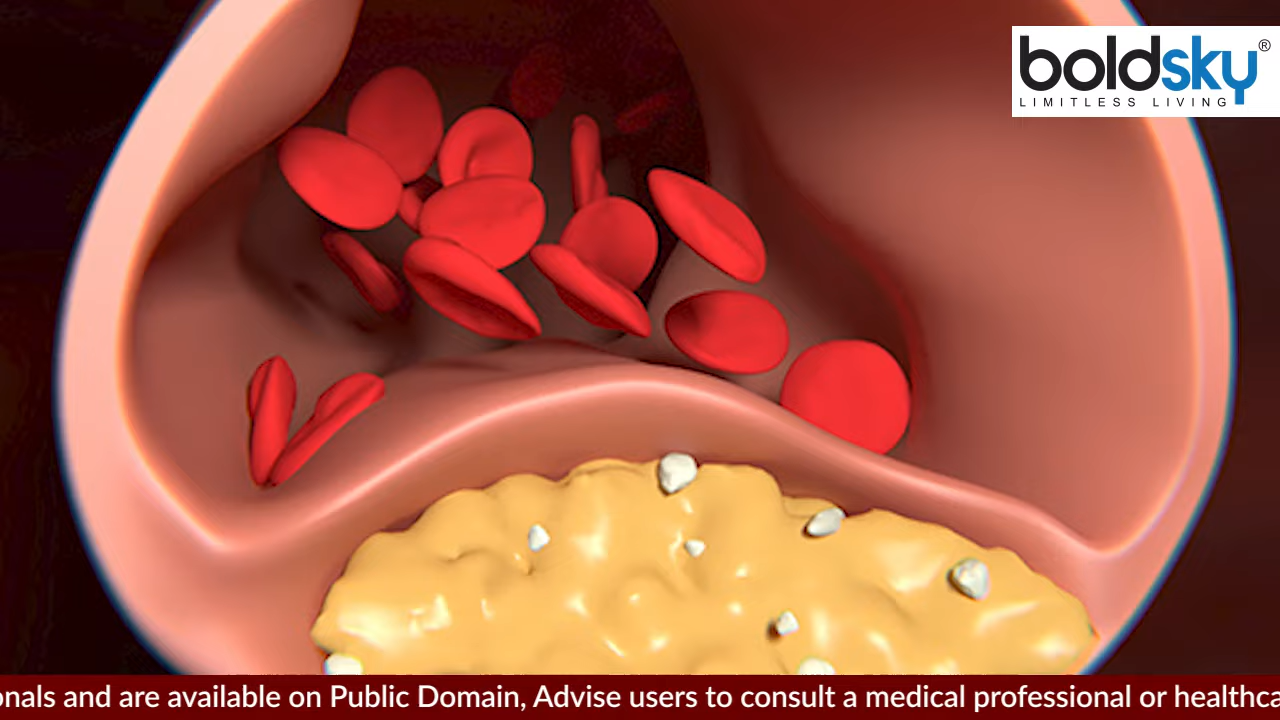 boldsky®
LIMITLESS LIVING
onals and are available on Public Domain, Advise users to consult a medical professional or healthca